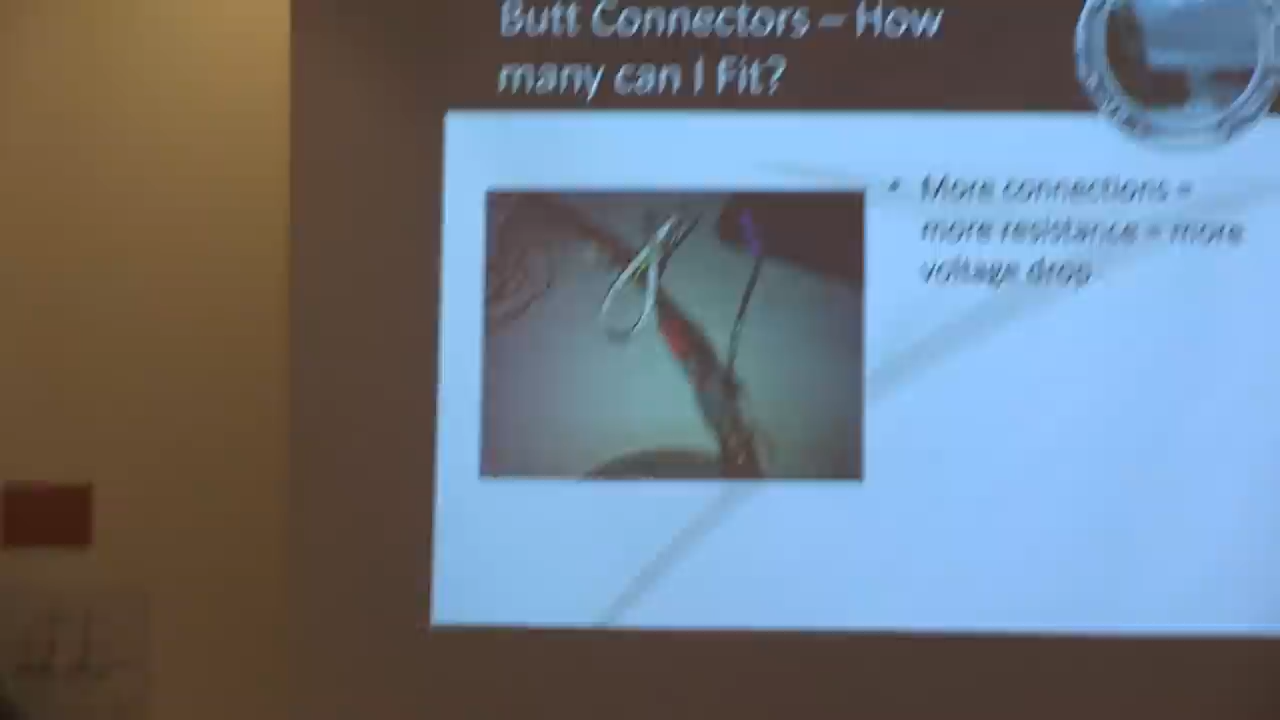 Butt Connectors – How
many can I Fit?
• More connections =
more resistance = more
voltage drop